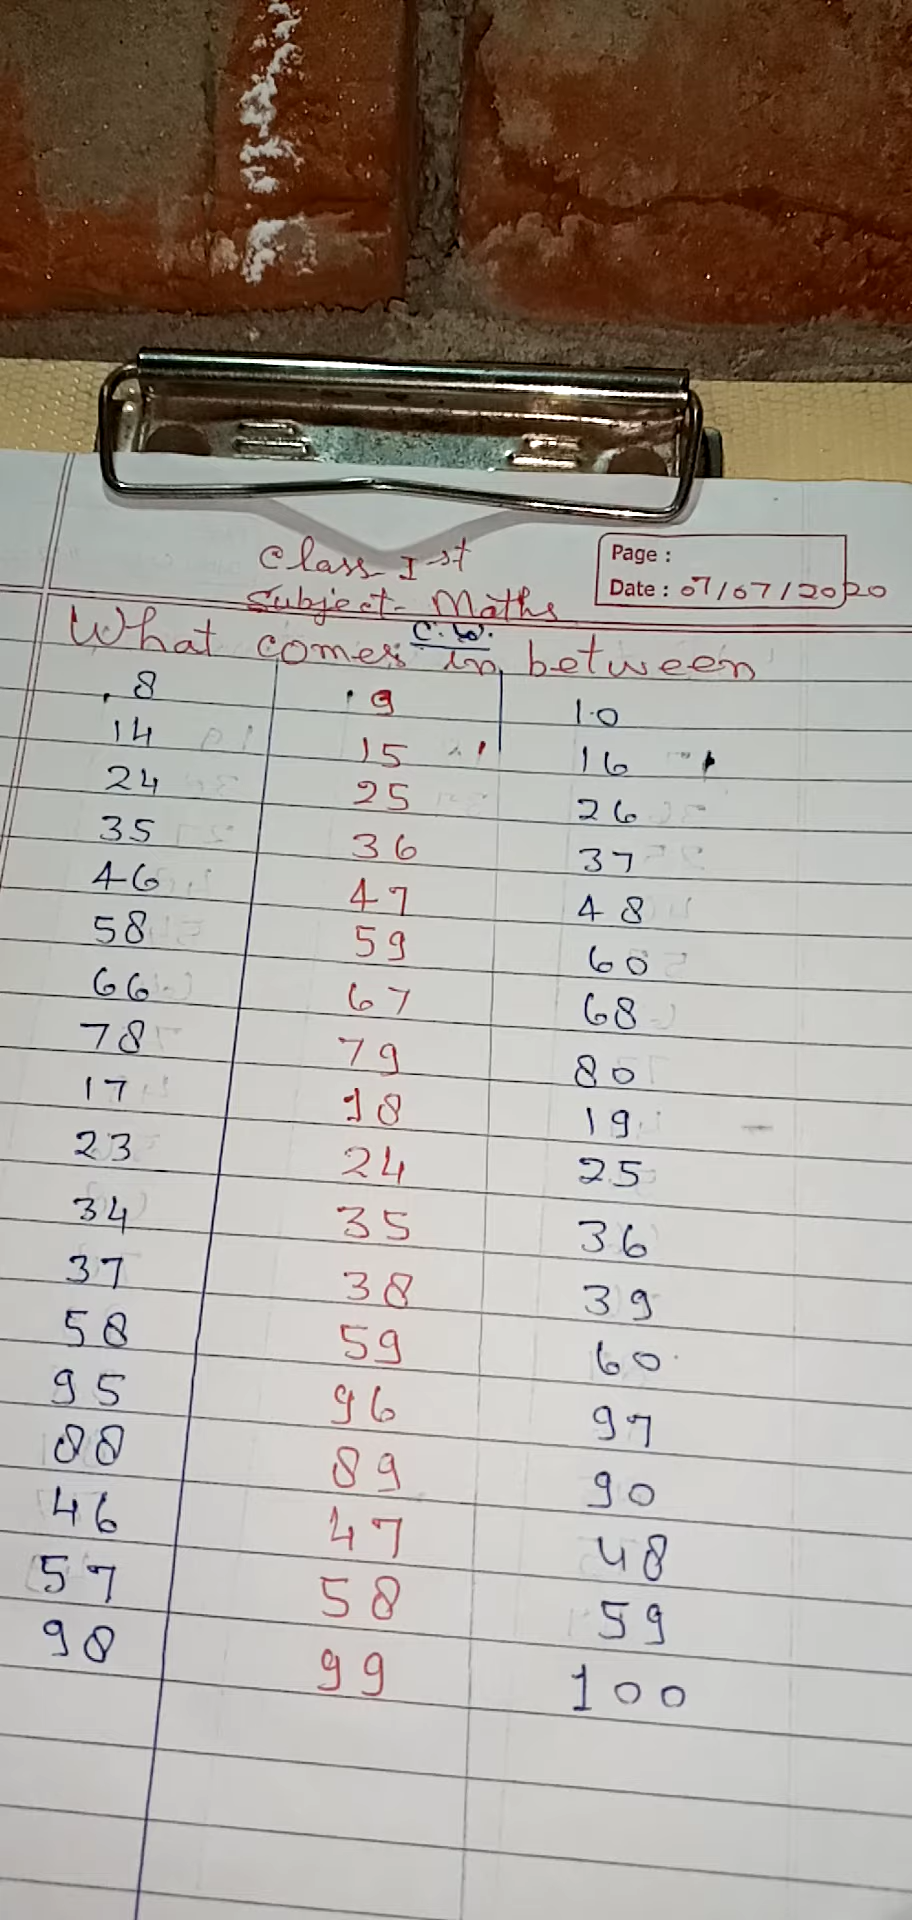 Class Ist
Page :
Subject- Maths
Date : 07/07/2020
C.W.
What comes in between
8 9 10
14 15 16
24 25 26
35 36 37
46 47 48
58 59 60
66 67 68
78 79 80
17 18 19
23 24 25
34 35 36
37 38 39
58 59 60
95 96 97
88 89 90
46 47 48
57 58 59
98 99 100